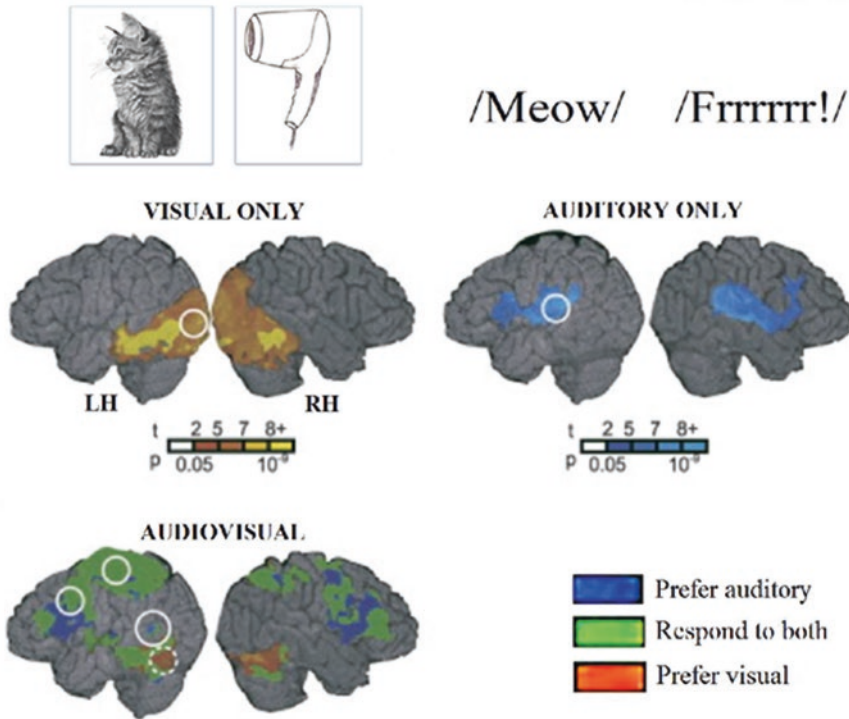 /Meow/ /Frrrrrr!/
VISUAL ONLY
AUDITORY ONLY
LH RH
t 2 5 7 8+
p 0.05 10⁻⁹
t 2 5 7 8+
p 0.05 10⁻⁹
AUDIOVISUAL
Prefer auditory
Respond to both
Prefer visual